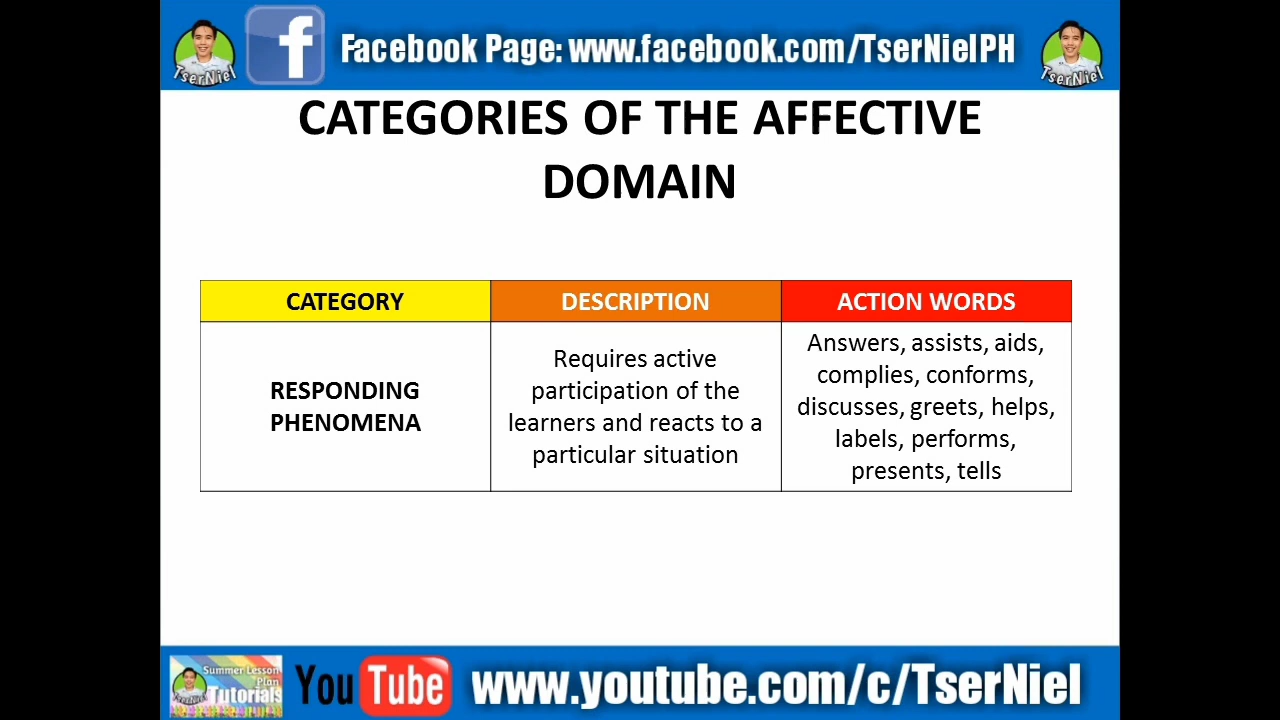 TserNiel
f Facebook Page: www.facebook.com/TserNielPH
TserNiel
CATEGORIES OF THE AFFECTIVE
DOMAIN
CATEGORY
DESCRIPTION
ACTION WORDS
RESPONDING
PHENOMENA
Requires active
participation of the
learners and reacts to a
particular situation
Answers, assists, aids,
complies, conforms,
discusses, greets, helps,
labels, performs,
presents, tells
Summer Lesson
Plan
Tutorials
YouTube
www.youtube.com/c/TserNiel